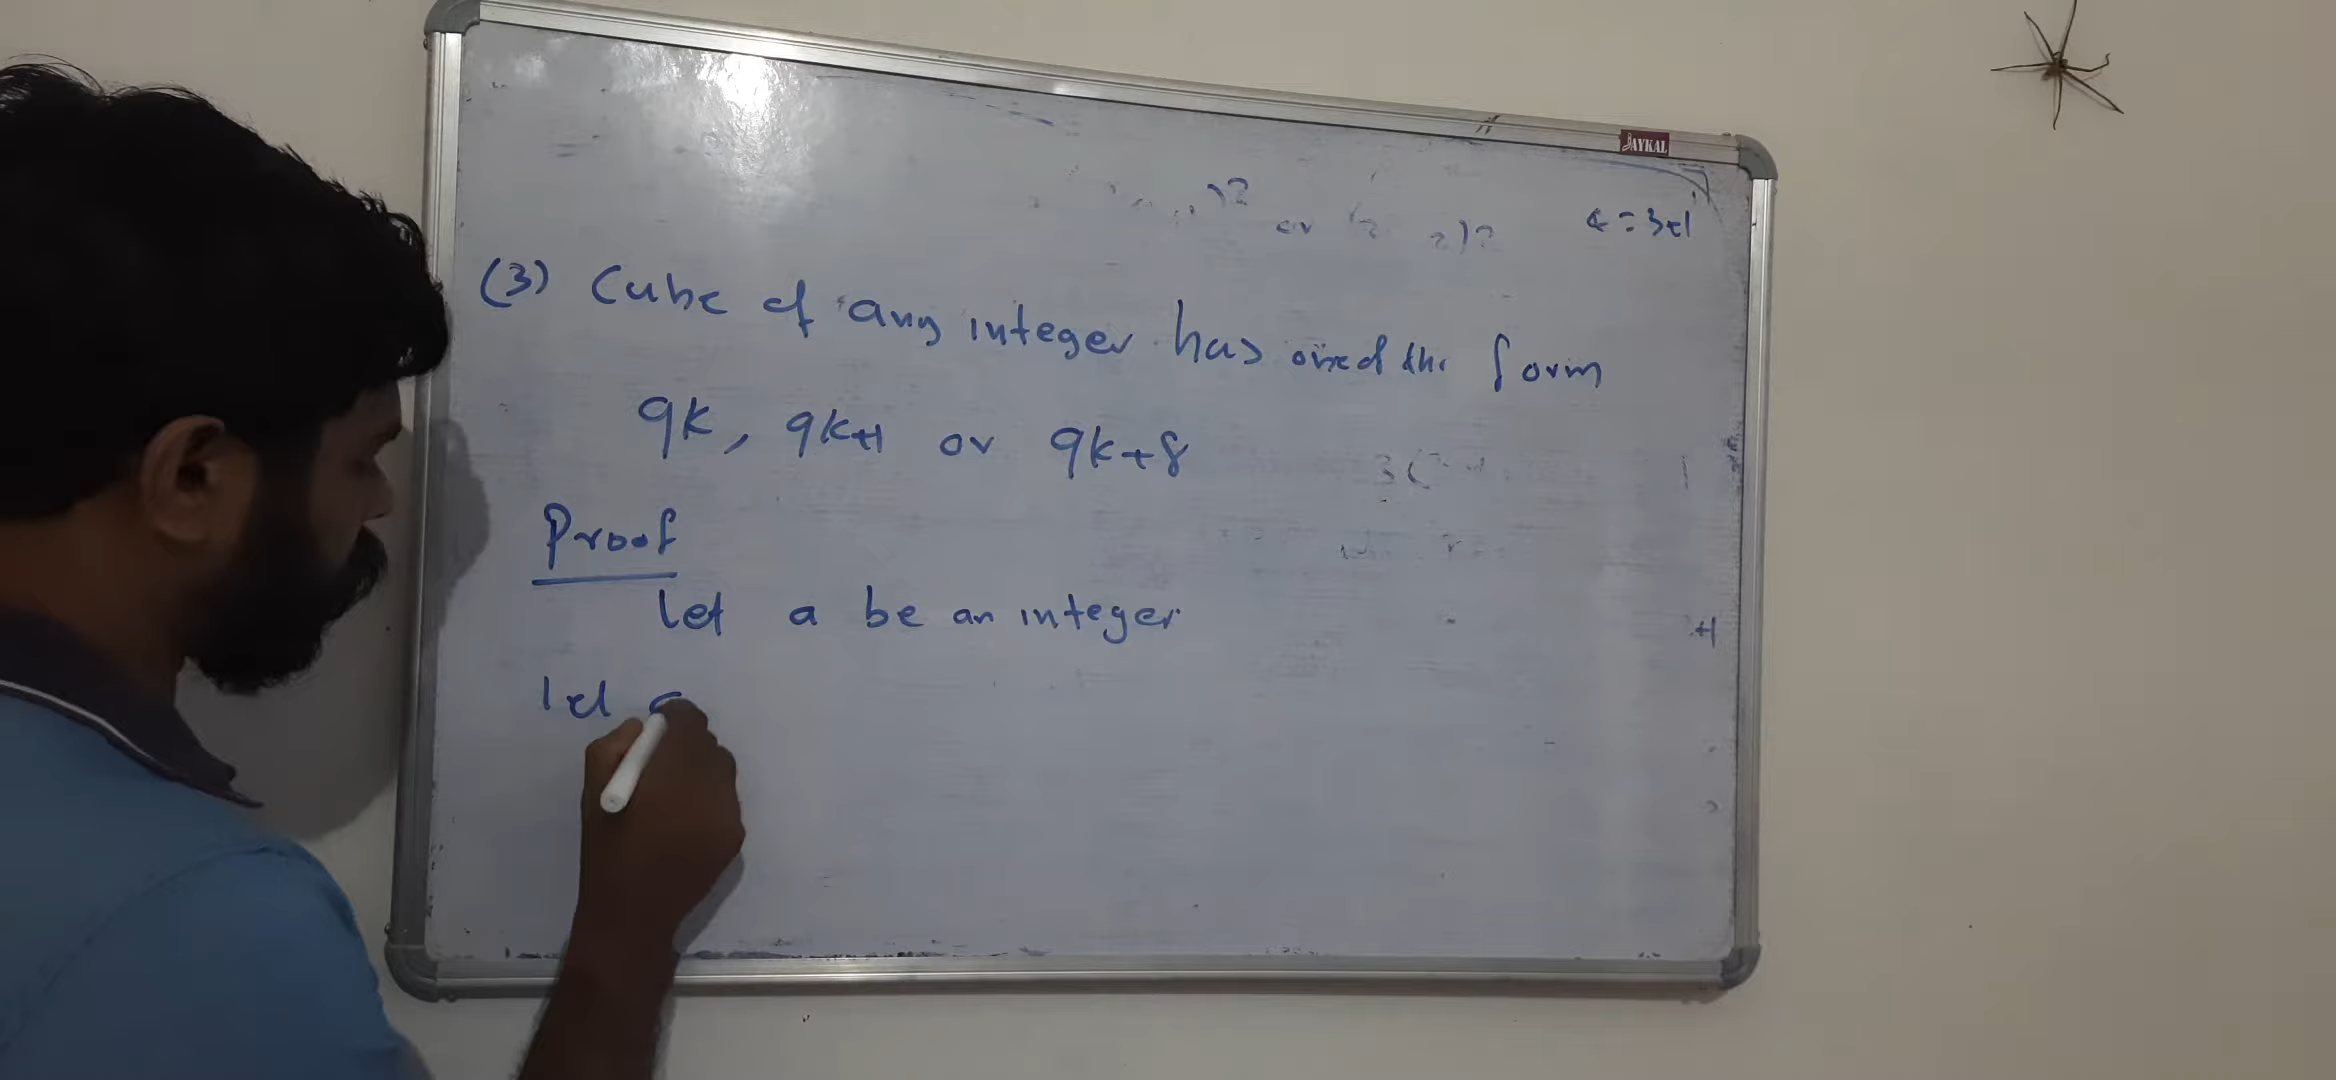 JAYKAL
(3) Cube of any integer has one of the form
9k, 9k+1 or 9k+8
Proof
let a be an integer
let a